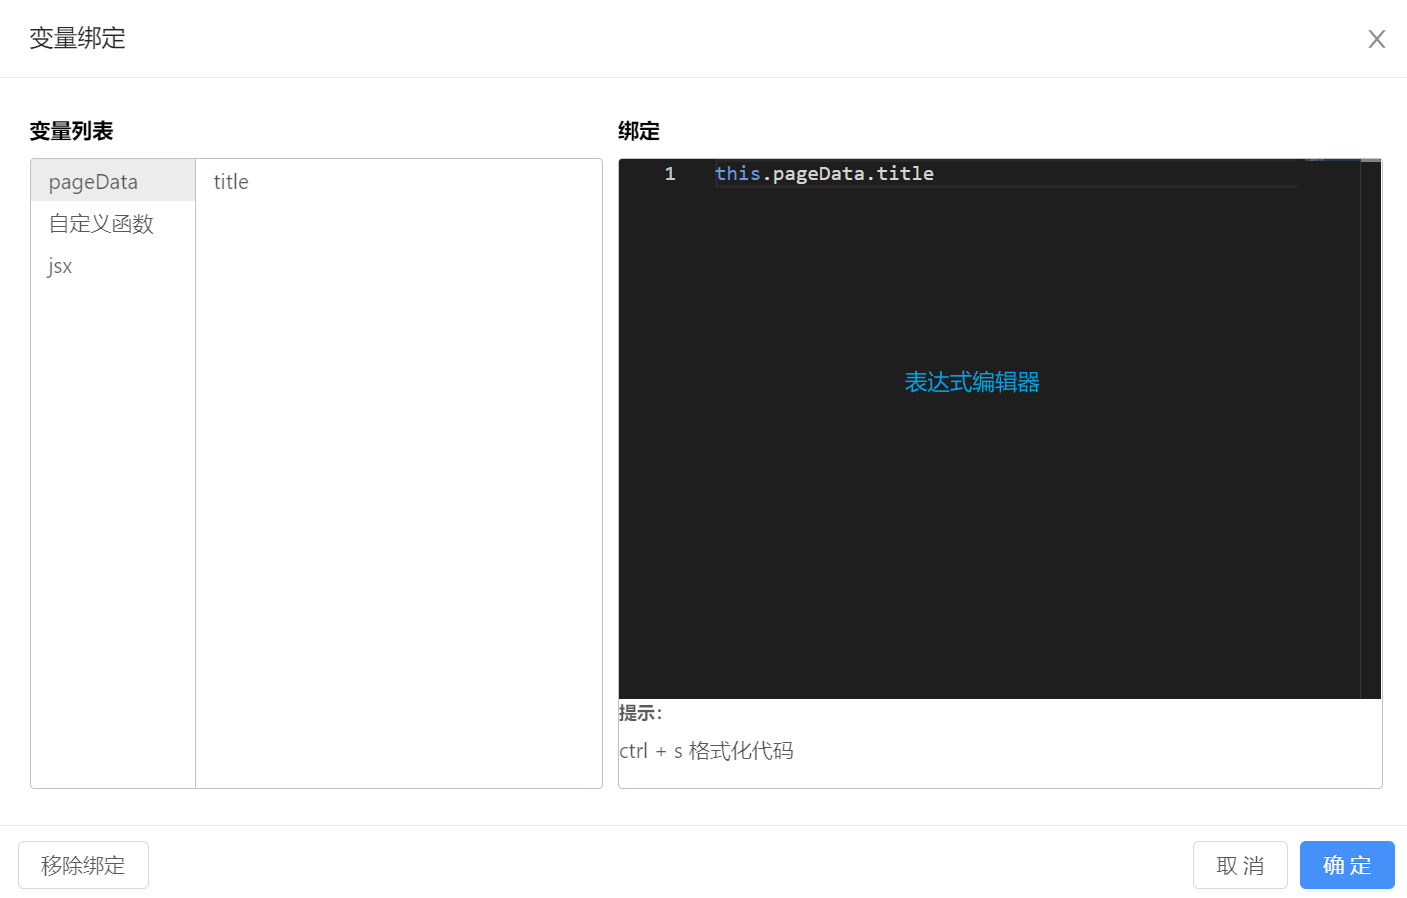 变量绑定
X
变量列表
绑定
pageData
title
自定义函数
jsx
1 this.pageData.title
表达式编辑器
提示:
ctrl + s 格式化代码
移除绑定
取 消
确 定